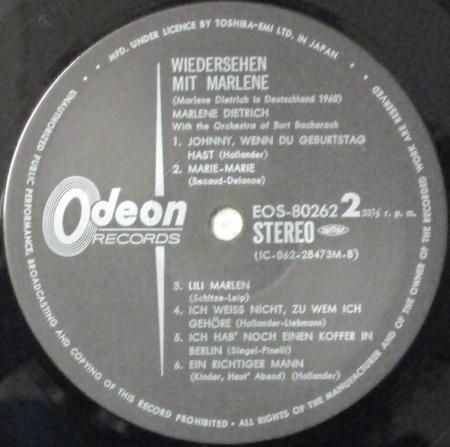 MFD. UNDER LICENCE BY TOSHIBA-EMI LTD. IN JAPAN
WIEDERSEHEN
MIT MARLENE
(Marlene Dietrich in Deutschland 1960)
MARLENE DIETRICH
With the Orchestra of Burt Bacharach
1. JOHNNY, WENN DU GEBURTSTAG
HAST (Hollander)
2. MARIE-MARIE
(Becaud-Delanoe)
Odeon
RECORDS
EOS-80262 2 33⅓ r. p. m.
STEREO
(IC-062-28473M-B)
3. LILI MARLEN
(Schltze-Leip)
4. ICH WEISS NICHT, ZU WEM ICH
GEHÖRE (Hollander-Liebmann)
5. ICH HAB' NOCH EINEN KOFFER IN
BERLIN (Siegel-Pinelli)
6. EIN RICHTIGER MANN
(Kinder, Heut' Abend) (Hollander)
UNAUTHORIZED PUBLIC PERFORMANCE, BROADCASTING AND COPYING OF THIS RECORD PROHIBITED • ALL RIGHTS OF THE MANUFACTURER AND OF THE OWNER OF THE RECORDED WORK ARE RESERVED